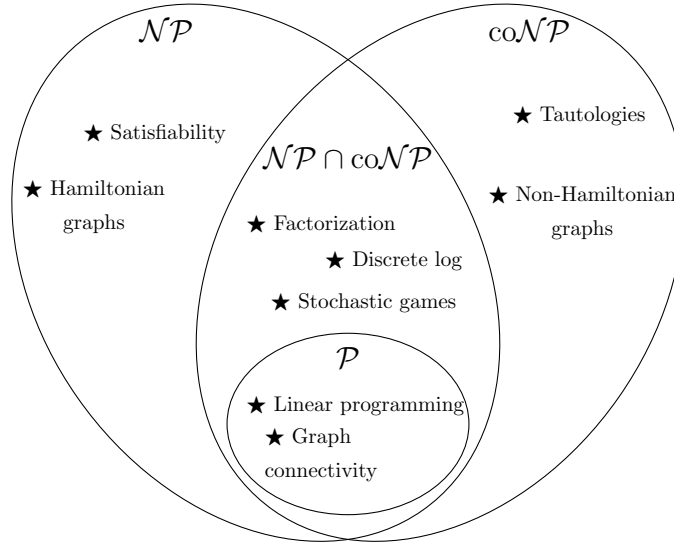 𝒩𝒫
co𝒩𝒫
★ Tautologies
★ Satisfiability
𝒩𝒫 ∩ co𝒩𝒫
★ Hamiltonian
graphs
★ Non-Hamiltonian
graphs
★ Factorization
★ Discrete log
★ Stochastic games
𝒫
★ Linear programming
★ Graph
connectivity